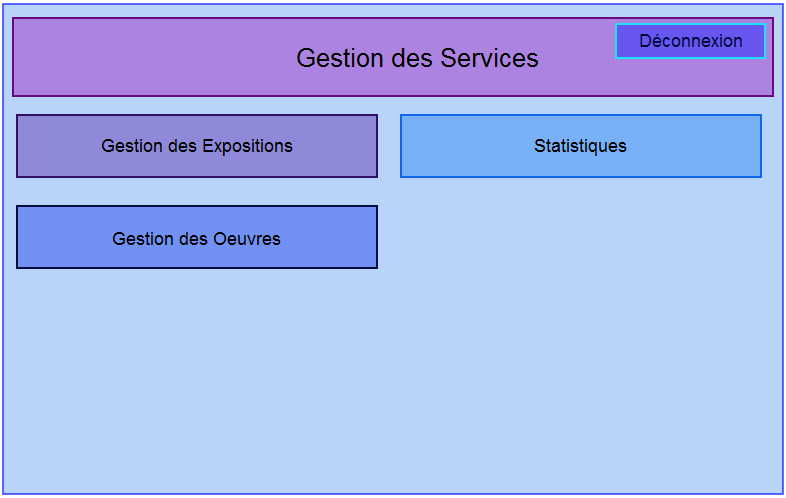 Déconnexion
Gestion des Services
Gestion des Expositions
Statistiques
Gestion des Oeuvres